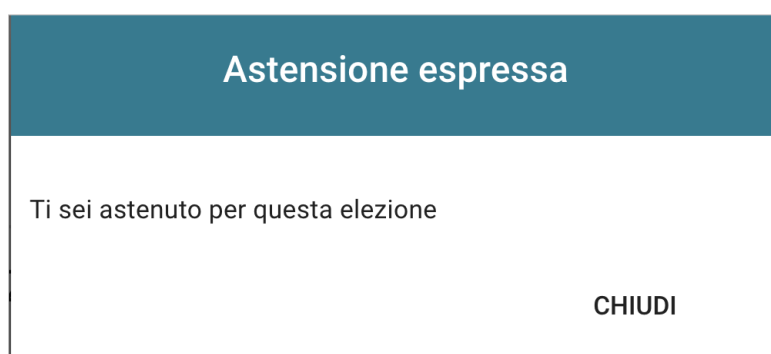 Astensione espressa
Ti sei astenuto per questa elezione
CHIUDI